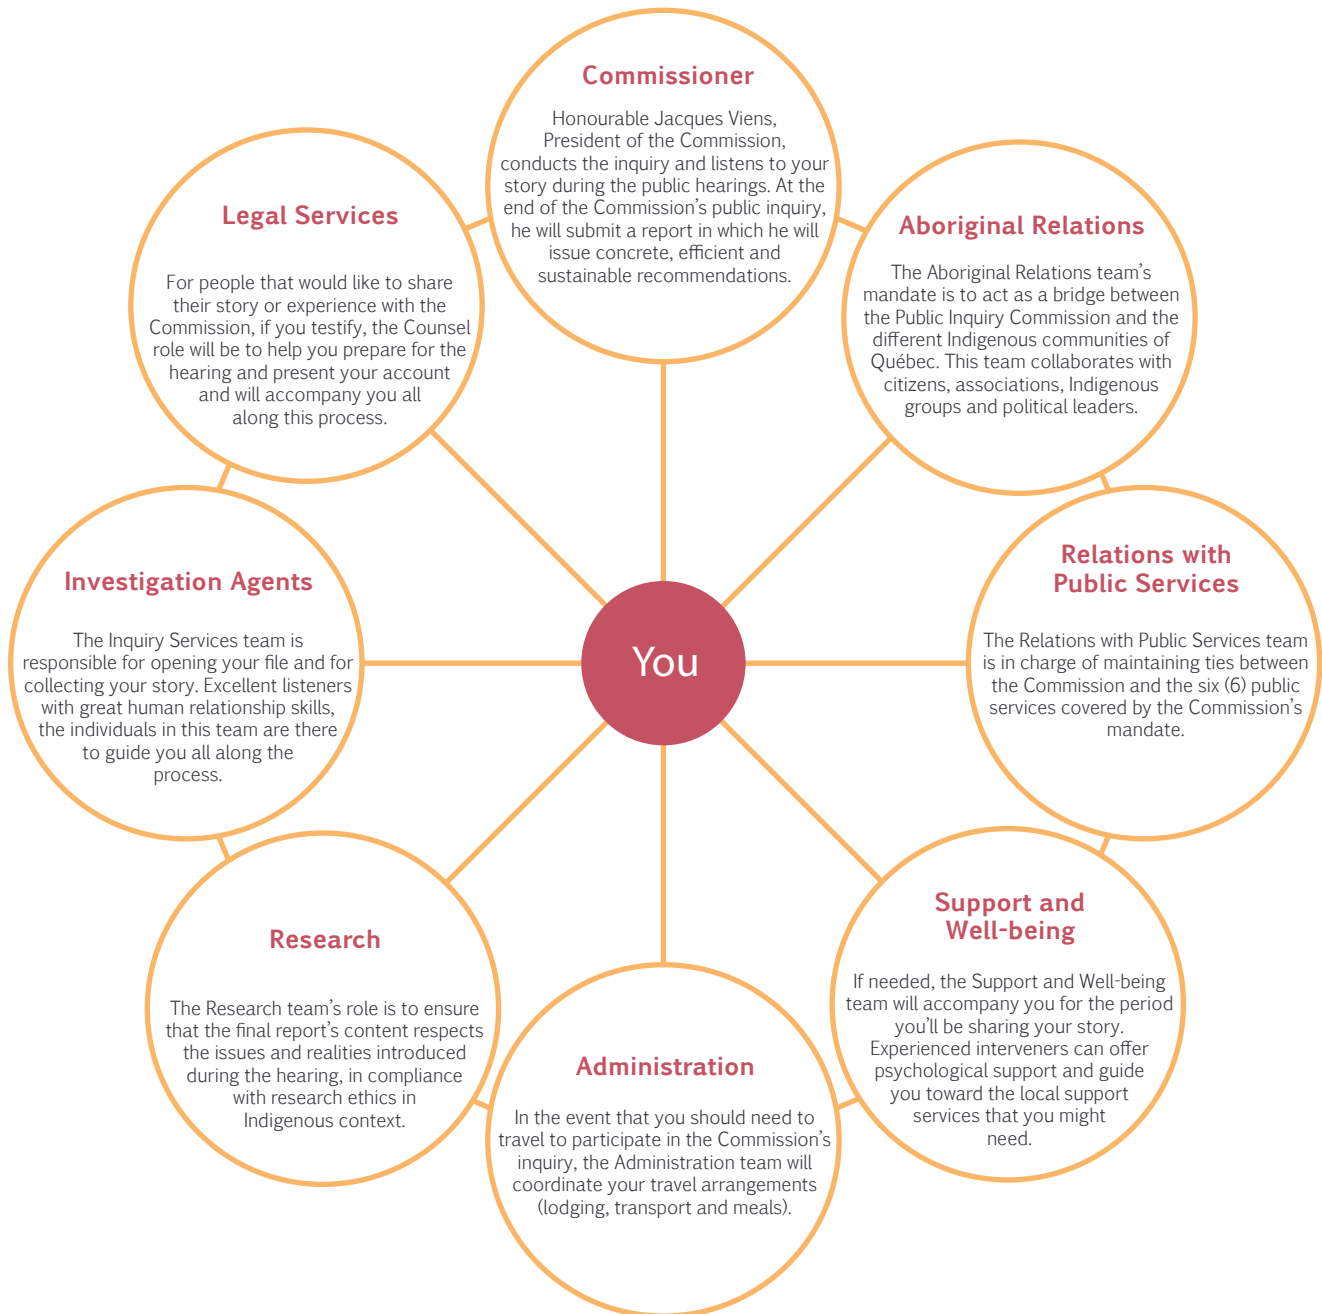 Commissioner
Honourable Jacques Viens,
President of the Commission,
conducts the inquiry and listens to your
story during the public hearings. At the
end of the Commission's public inquiry,
he will submit a report in which he will
issue concrete, efficient and
sustainable recommendations.
Aboriginal Relations
The Aboriginal Relations team's
mandate is to act as a bridge between
the Public Inquiry Commission and the
different Indigenous communities of
Québec. This team collaborates with
citizens, associations, Indigenous
groups and political leaders.
Relations with
Public Services
The Relations with Public Services team
is in charge of maintaining ties between
the Commission and the six (6) public
services covered by the Commission's
mandate.
Support and
Well-being
If needed, the Support and Well-being
team will accompany you for the period
you'll be sharing your story.
Experienced interveners can offer
psychological support and guide
you toward the local support
services that you might
need.
Administration
In the event that you should need to
travel to participate in the Commission's
inquiry, the Administration team will
coordinate your travel arrangements
(lodging, transport and meals).
Research
The Research team's role is to ensure
that the final report's content respects
the issues and realities introduced
during the hearing, in compliance
with research ethics in
Indigenous context.
Investigation Agents
The Inquiry Services team is
responsible for opening your file and for
collecting your story. Excellent listeners
with great human relationship skills,
the individuals in this team are there
to guide you all along the
process.
Legal Services
For people that would like to share
their story or experience with the
Commission, if you testify, the Counsel
role will be to help you prepare for the
hearing and present your account
and will accompany you all
along this process.
You